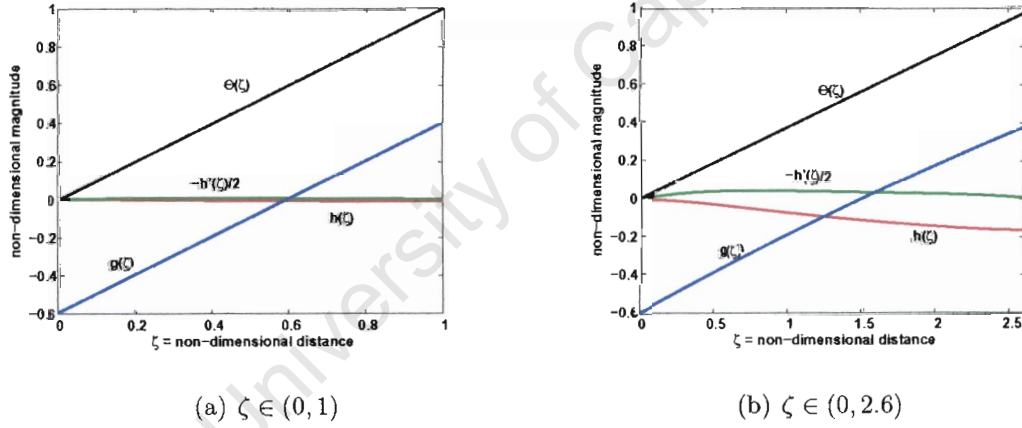 1
0.8
0.6
0.4
0.2
0
−0.2
−0.4
−0.6
non−dimensional magnitude
Θ(ζ)
−h'(ζ)/2
h(ζ)
g(ζ)
0
0.2
0.4
0.6
0.8
1
ζ = non−dimensional distance
(a) ζ ∈ (0, 1)
1
0.8
0.6
0.4
0.2
0
−0.2
−0.4
−0.6
non−dimensional magnitude
Θ(ζ)
−h'(ζ)/2
h(ζ)
g(ζ)
0
0.5
1
1.5
2
2.5
ζ = non−dimensional distance
(b) ζ ∈ (0, 2.6)
University of Cap